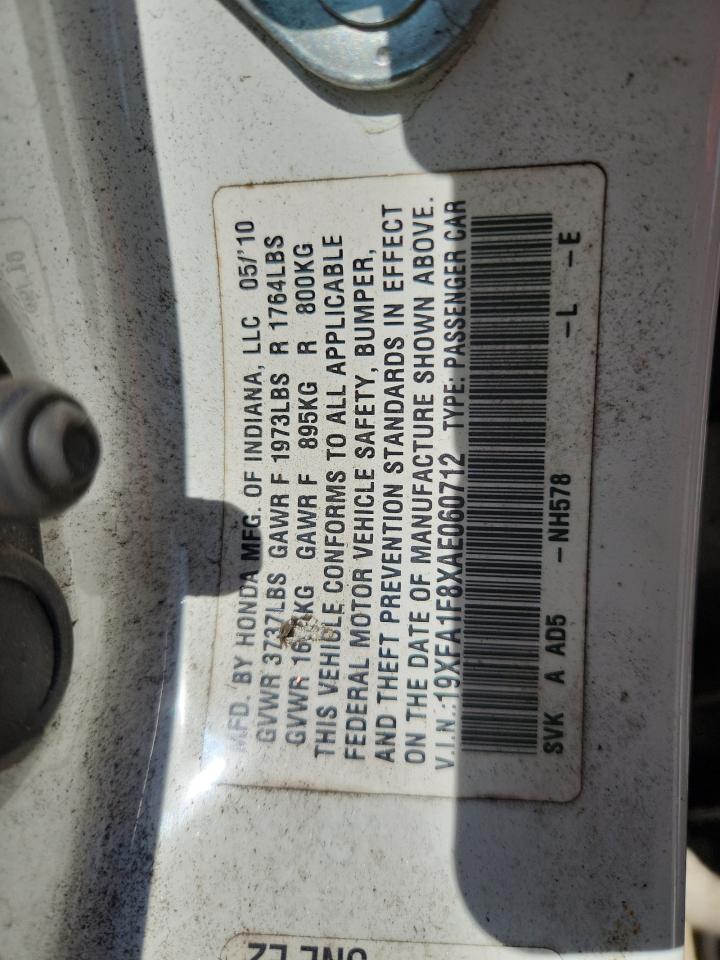 MFD. BY HONDA MFG. OF INDIANA, LLC 05/'10
GVWR 3737LBS GAWR F 1973LBS R 1764LBS
GVWR GAWR F 895KG R 800KG
THIS VEHICLE CONFORMS TO ALL APPLICABLE
FEDERAL MOTOR VEHICLE SAFETY, BUMPER,
AND THEFT PREVENTION STANDARDS IN EFFECT
ON THE DATE OF MANUFACTURE SHOWN ABOVE.
V.I.N.:19XFA1F8XAE060712 TYPE: PASSENGER CAR
SVK A AD5 -NH578 -L -E